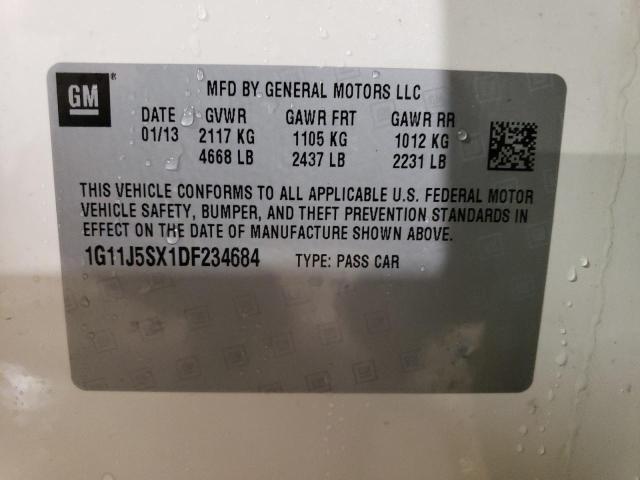 GM ®
MFD BY GENERAL MOTORS LLC
DATE GVWR GAWR FRT GAWR RR
01/13 2117 KG 1105 KG 1012 KG
4668 LB 2437 LB 2231 LB
THIS VEHICLE CONFORMS TO ALL APPLICABLE U.S. FEDERAL MOTOR
VEHICLE SAFETY, BUMPER, AND THEFT PREVENTION STANDARDS IN
EFFECT ON THE DATE OF MANUFACTURE SHOWN ABOVE.
1G11J5SX1DF234684 TYPE: PASS CAR